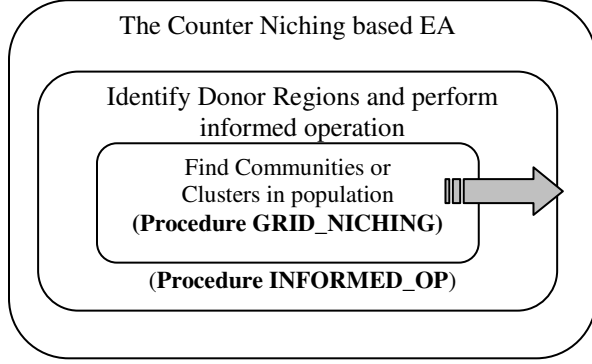 The Counter Niching based EA
Identify Donor Regions and perform
informed operation
Find Communities or
Clusters in population
(Procedure GRID_NICHING)
(Procedure INFORMED_OP)